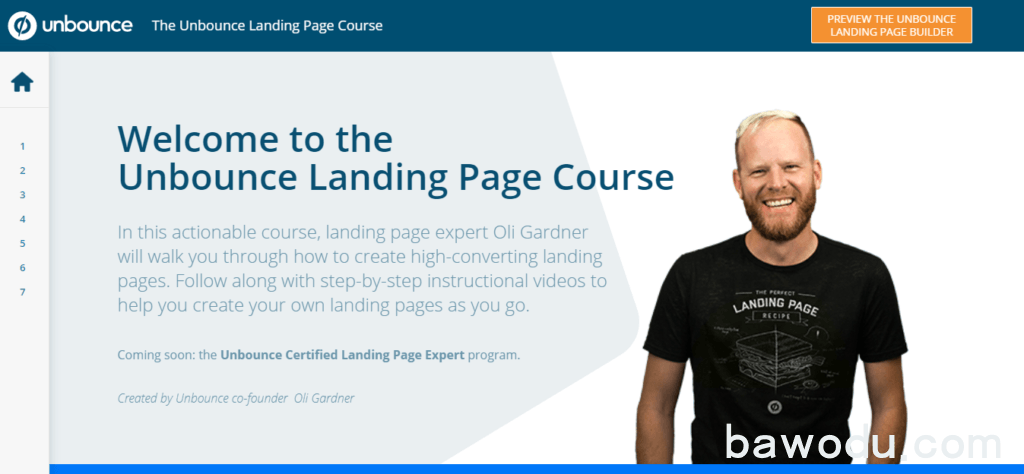 unbounce
The Unbounce Landing Page Course
PREVIEW THE UNBOUNCE
LANDING PAGE BUILDER
1
2
3
4
5
6
7
Welcome to the
Unbounce Landing Page Course
In this actionable course, landing page expert Oli Gardner
will walk you through how to create high-converting landing
pages. Follow along with step-by-step instructional videos to
help you create your own landing pages as you go.
Coming soon: the Unbounce Certified Landing Page Expert program.
Created by Unbounce co-founder Oli Gardner
THE PERFECT
LANDING PAGE
RECIPE
bawodu.com